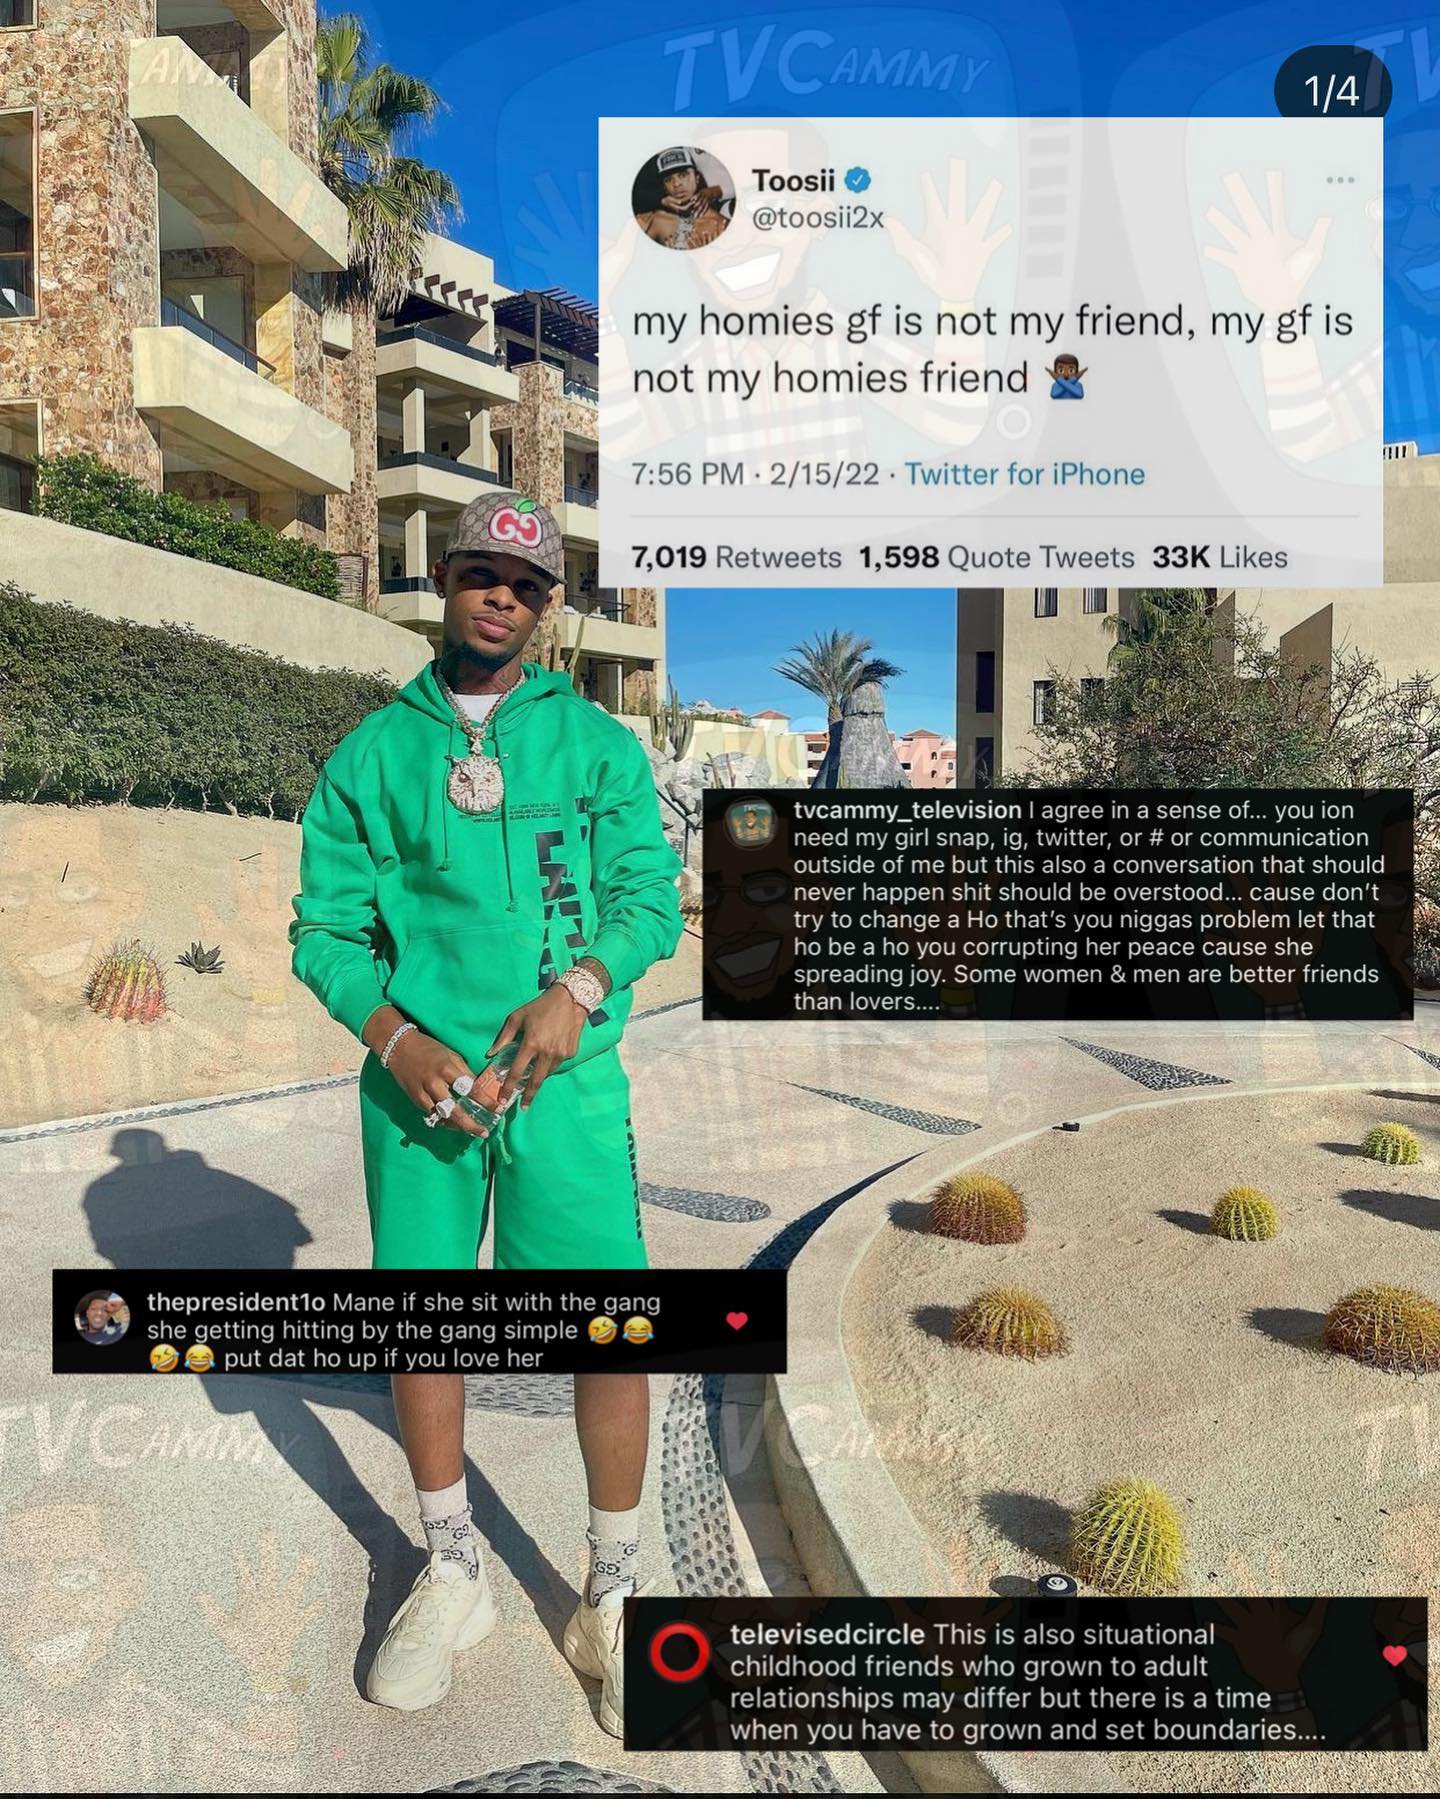 TVCAMMY
1/4
Toosii
@toosii2x
my homies gf is not my friend, my gf is
not my homies friend 🙅🏾‍♂️
7:56 PM · 2/15/22 · Twitter for iPhone
7,019 Retweets 1,598 Quote Tweets 33K Likes
tvcammy_television I agree in a sense of... you ion
need my girl snap, ig, twitter, or # or communication
outside of me but this also a conversation that should
never happen shit should be overstood... cause don't
try to change a Ho that's you niggas problem let that
ho be a ho you corrupting her peace cause she
spreading joy. Some women & men are better friends
than lovers....
thepresident1o Mane if she sit with the gang
she getting hitting by the gang simple 🤣😂
🤣😂 put dat ho up if you love her
TVCAMMY
TVCAMMY
televisedcircle This is also situational
childhood friends who grown to adult
relationships may differ but there is a time
when you have to grown and set boundaries....